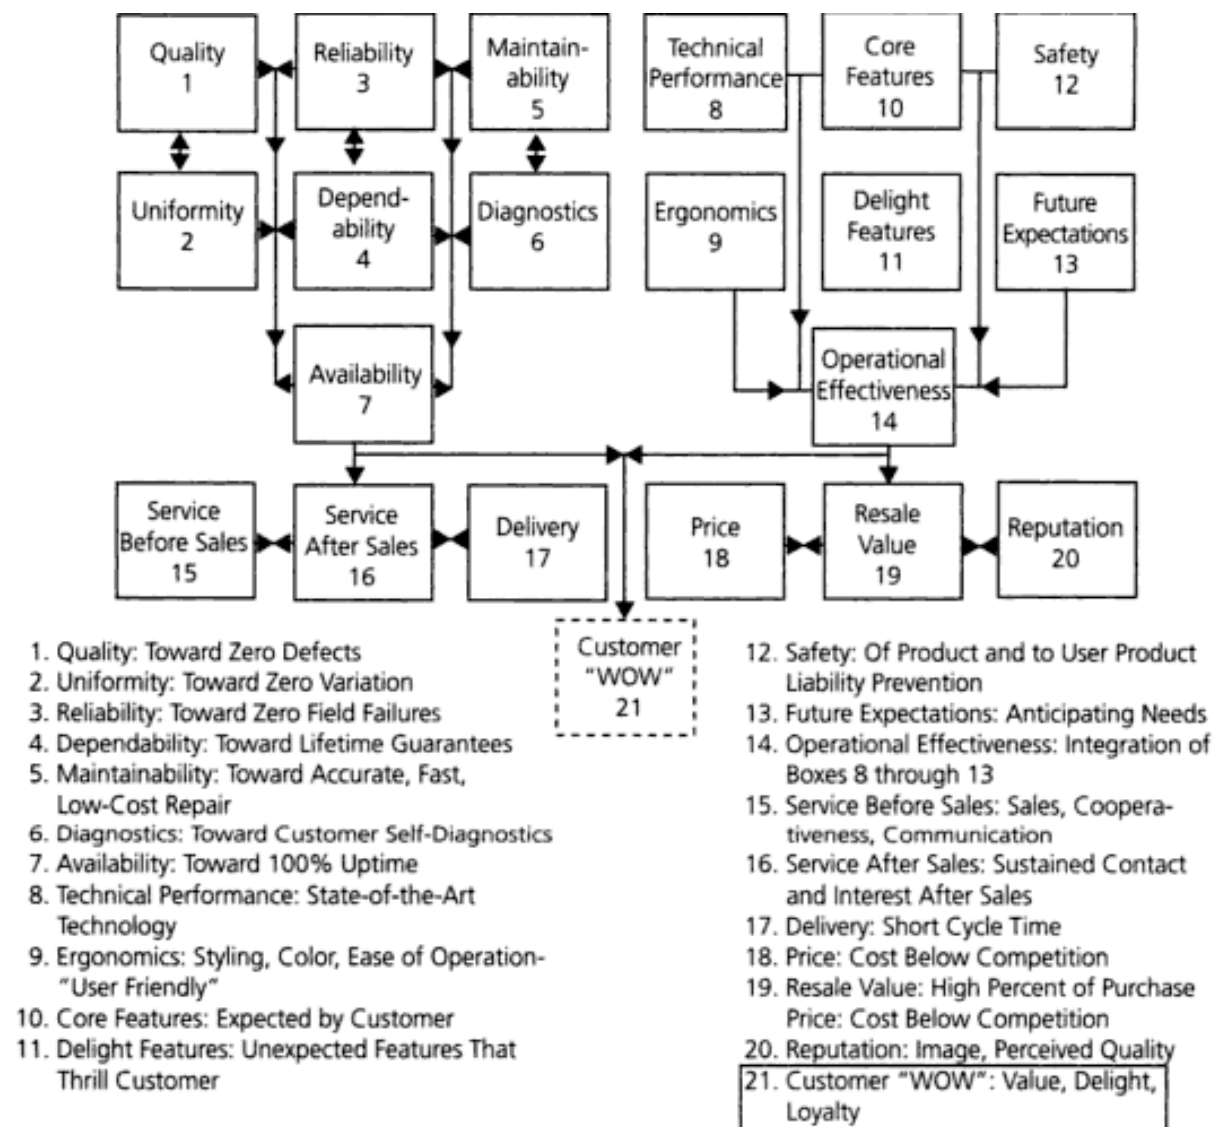 Quality
1
Reliability
3
Maintain-
ability
5
Technical
Performance
8
Core
Features
10
Safety
12
Uniformity
2
Depend-
ability
4
Diagnostics
6
Ergonomics
9
Delight
Features
11
Future
Expectations
13
Availability
7
Operational
Effectiveness
14
Service
Before Sales
15
Service
After Sales
16
Delivery
17
Price
18
Resale
Value
19
Reputation
20
Customer
“WOW”
21
1. Quality: Toward Zero Defects
2. Uniformity: Toward Zero Variation
3. Reliability: Toward Zero Field Failures
4. Dependability: Toward Lifetime Guarantees
5. Maintainability: Toward Accurate, Fast,
Low-Cost Repair
6. Diagnostics: Toward Customer Self-Diagnostics
7. Availability: Toward 100% Uptime
8. Technical Performance: State-of-the-Art
Technology
9. Ergonomics: Styling, Color, Ease of Operation-
“User Friendly”
10. Core Features: Expected by Customer
11. Delight Features: Unexpected Features That
Thrill Customer
12. Safety: Of Product and to User Product
Liability Prevention
13. Future Expectations: Anticipating Needs
14. Operational Effectiveness: Integration of
Boxes 8 through 13
15. Service Before Sales: Sales, Coopera-
tiveness, Communication
16. Service After Sales: Sustained Contact
and Interest After Sales
17. Delivery: Short Cycle Time
18. Price: Cost Below Competition
19. Resale Value: High Percent of Purchase
Price: Cost Below Competition
20. Reputation: Image, Perceived Quality
21. Customer “WOW”: Value, Delight,
Loyalty